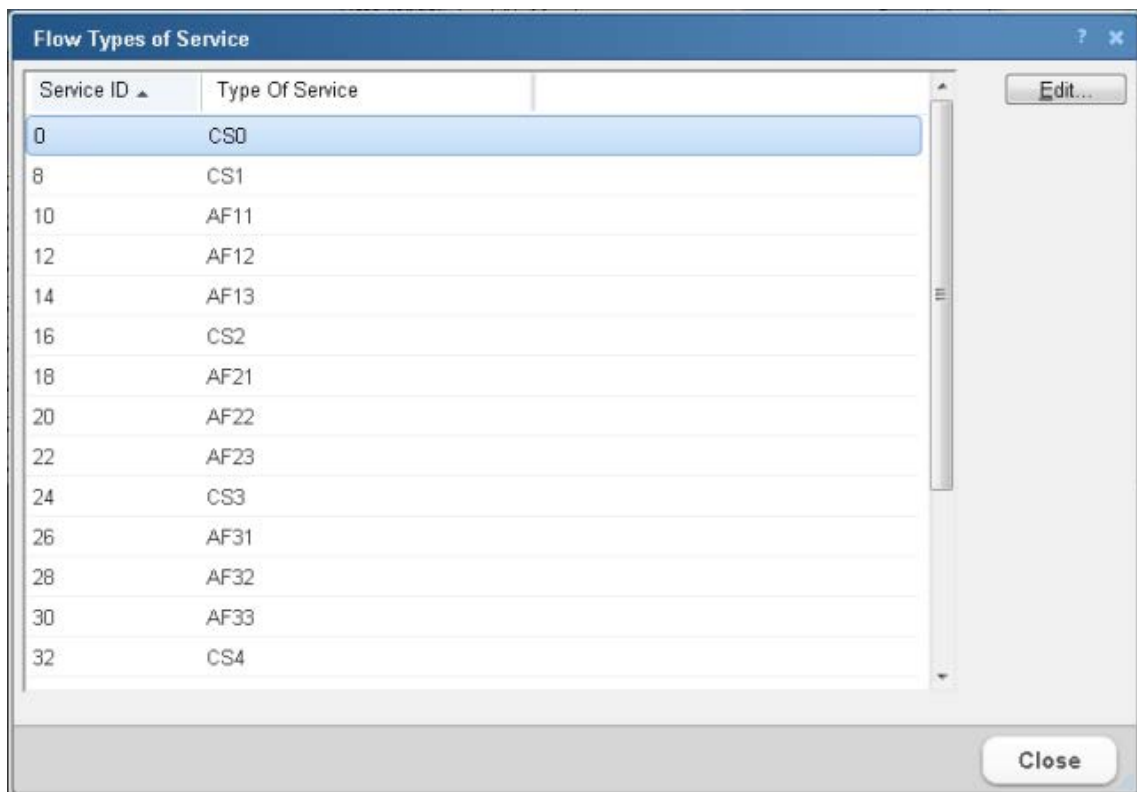 Flow Types of Service
Service ID Type Of Service
Edit...
0 CS0
8 CS1
10 AF11
12 AF12
14 AF13
16 CS2
18 AF21
20 AF22
22 AF23
24 CS3
26 AF31
28 AF32
30 AF33
32 CS4
Close